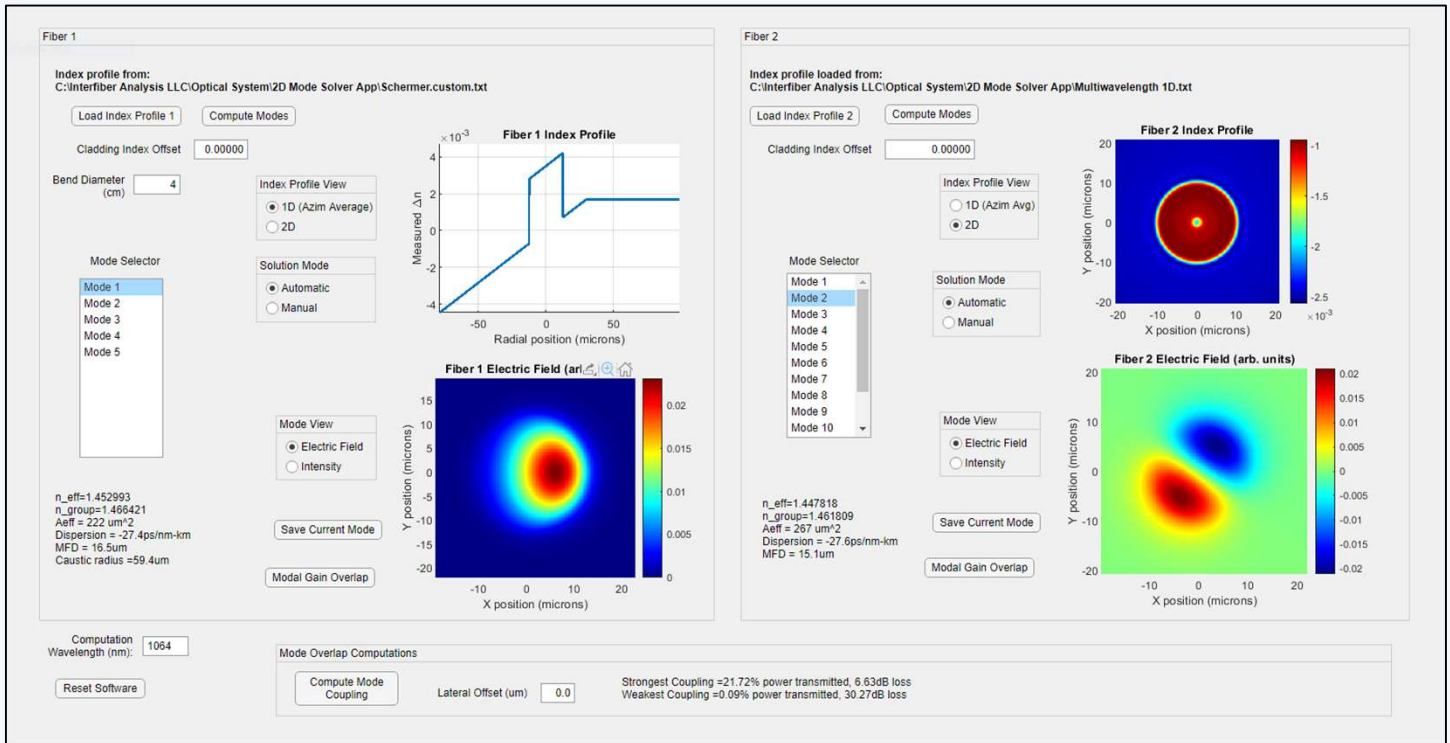 Fiber 1
Index profile from:
C:\Interfiber Analysis LLC\Optical System\2D Mode Solver App\Schermer.custom.txt
Load Index Profile 1
Compute Modes
Cladding Index Offset
0.00000
Bend Diameter
(cm)
4
Index Profile View
1D (Azim Average)
2D
Mode Selector
Mode 1
Mode 2
Mode 3
Mode 4
Mode 5
Solution Mode
Automatic
Manual
Fiber 1 Index Profile
×10⁻³
Measured Δn
4
2
0
-2
-4
-50
0
50
Radial position (microns)
Fiber 1 Electric Field (ar
Y position (microns)
15
10
5
0
-5
-10
-15
-20
-10
0
10
20
X position (microns)
0.02
0.015
0.01
0.005
0
Mode View
Electric Field
Intensity
Save Current Mode
Modal Gain Overlap
n_eff=1.452993
n_group=1.466421
Aeff = 222 um^2
Dispersion = -27.4ps/nm-km
MFD = 16.5um
Caustic radius =59.4um
Fiber 2
Index profile loaded from:
C:\Interfiber Analysis LLC\Optical System\2D Mode Solver App\Multiwavelength 1D.txt
Load Index Profile 2
Compute Modes
Cladding Index Offset
0.00000
Index Profile View
1D (Azim Avg)
2D
Mode Selector
Mode 1
Mode 2
Mode 3
Mode 4
Mode 5
Mode 6
Mode 7
Mode 8
Mode 9
Mode 10
Solution Mode
Automatic
Manual
Fiber 2 Index Profile
Y position (microns)
20
10
0
-10
-20
-20
-10
0
10
20
X position (microns)
-1
-1.5
-2
-2.5
×10⁻³
Fiber 2 Electric Field (arb. units)
Y position (microns)
20
10
0
-10
-20
-10
0
10
20
X position (microns)
0.02
0.015
0.01
0.005
0
-0.005
-0.01
-0.015
-0.02
Mode View
Electric Field
Intensity
Save Current Mode
Modal Gain Overlap
n_eff=1.447818
n_group=1.461809
Aeff = 267 um^2
Dispersion = -27.6ps/nm-km
MFD = 15.1um
Computation
Wavelength (nm):
1064
Reset Software
Mode Overlap Computations
Compute Mode
Coupling
Lateral Offset (um)
0.0
Strongest Coupling =21.72% power transmitted, 6.63dB loss
Weakest Coupling =0.09% power transmitted, 30.27dB loss